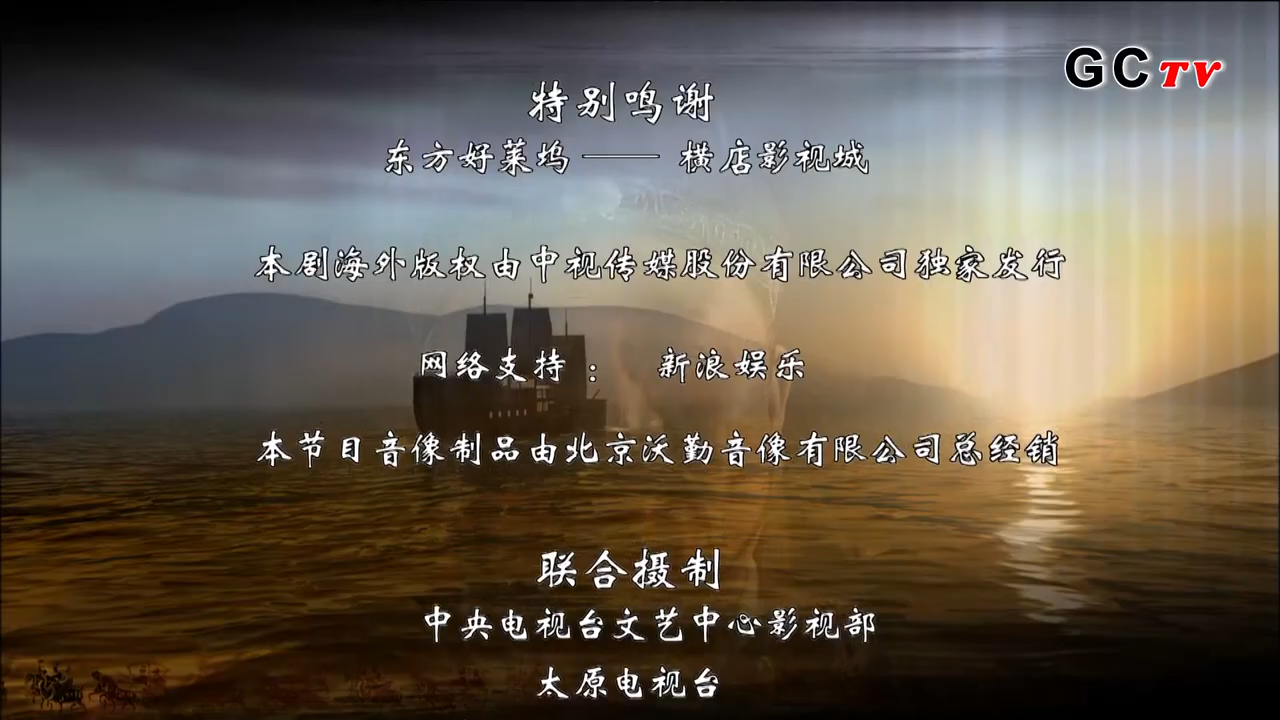 GCTV
特别鸣谢
东方好莱坞 —— 横店影视城
本剧海外版权由中视传媒股份有限公司独家发行
网络支持： 新浪娱乐
本节目音像制品由北京沃勤音像有限公司总经销
联合摄制
中央电视台文艺中心影视部
太原电视台